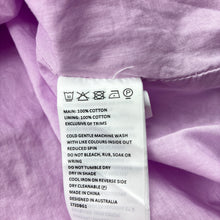 MAIN: 100% COTTON
LINING: 100% COTTON
EXCLUSIVE OF TRIMS
COLD GENTLE MACHINE WASH
WITH LIKE COLOURS INSIDE OUT
REDUCED SPIN
DO NOT BLEACH, RUB, SOAK OR
WRING
DO NOT TUMBLE DRY
DRY IN SHADE
COOL IRON ON REVERSE SIDE
DRY CLEANABLE (P)
MADE IN CHINA
DESIGNED IN AUSTRALIA